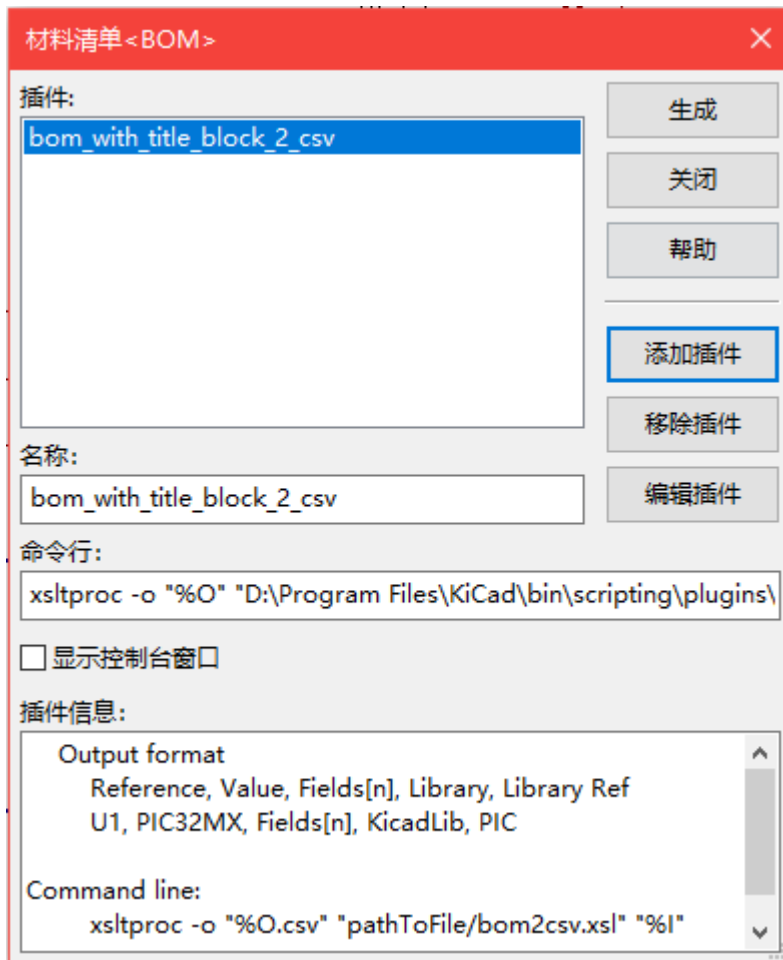 材料清单<BOM>
插件:
生成
bom_with_title_block_2_csv
关闭
帮助
添加插件
移除插件
名称:
编辑插件
bom_with_title_block_2_csv
命令行:
xsltproc -o "%O" "D:\Program Files\KiCad\bin\scripting\plugins\
显示控制台窗口
插件信息:
Output format
Reference, Value, Fields[n], Library, Library Ref
U1, PIC32MX, Fields[n], KicadLib, PIC
Command line:
xsltproc -o "%O.csv" "pathToFile/bom2csv.xsl" "%I"